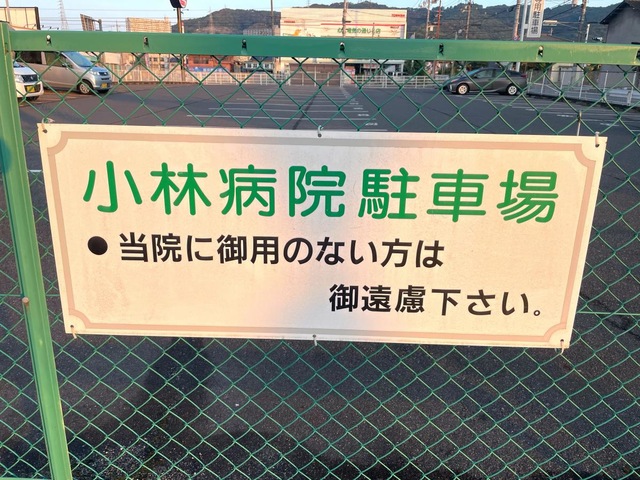 小林病院駐車場
●当院に御用のない方は
御遠慮下さい。